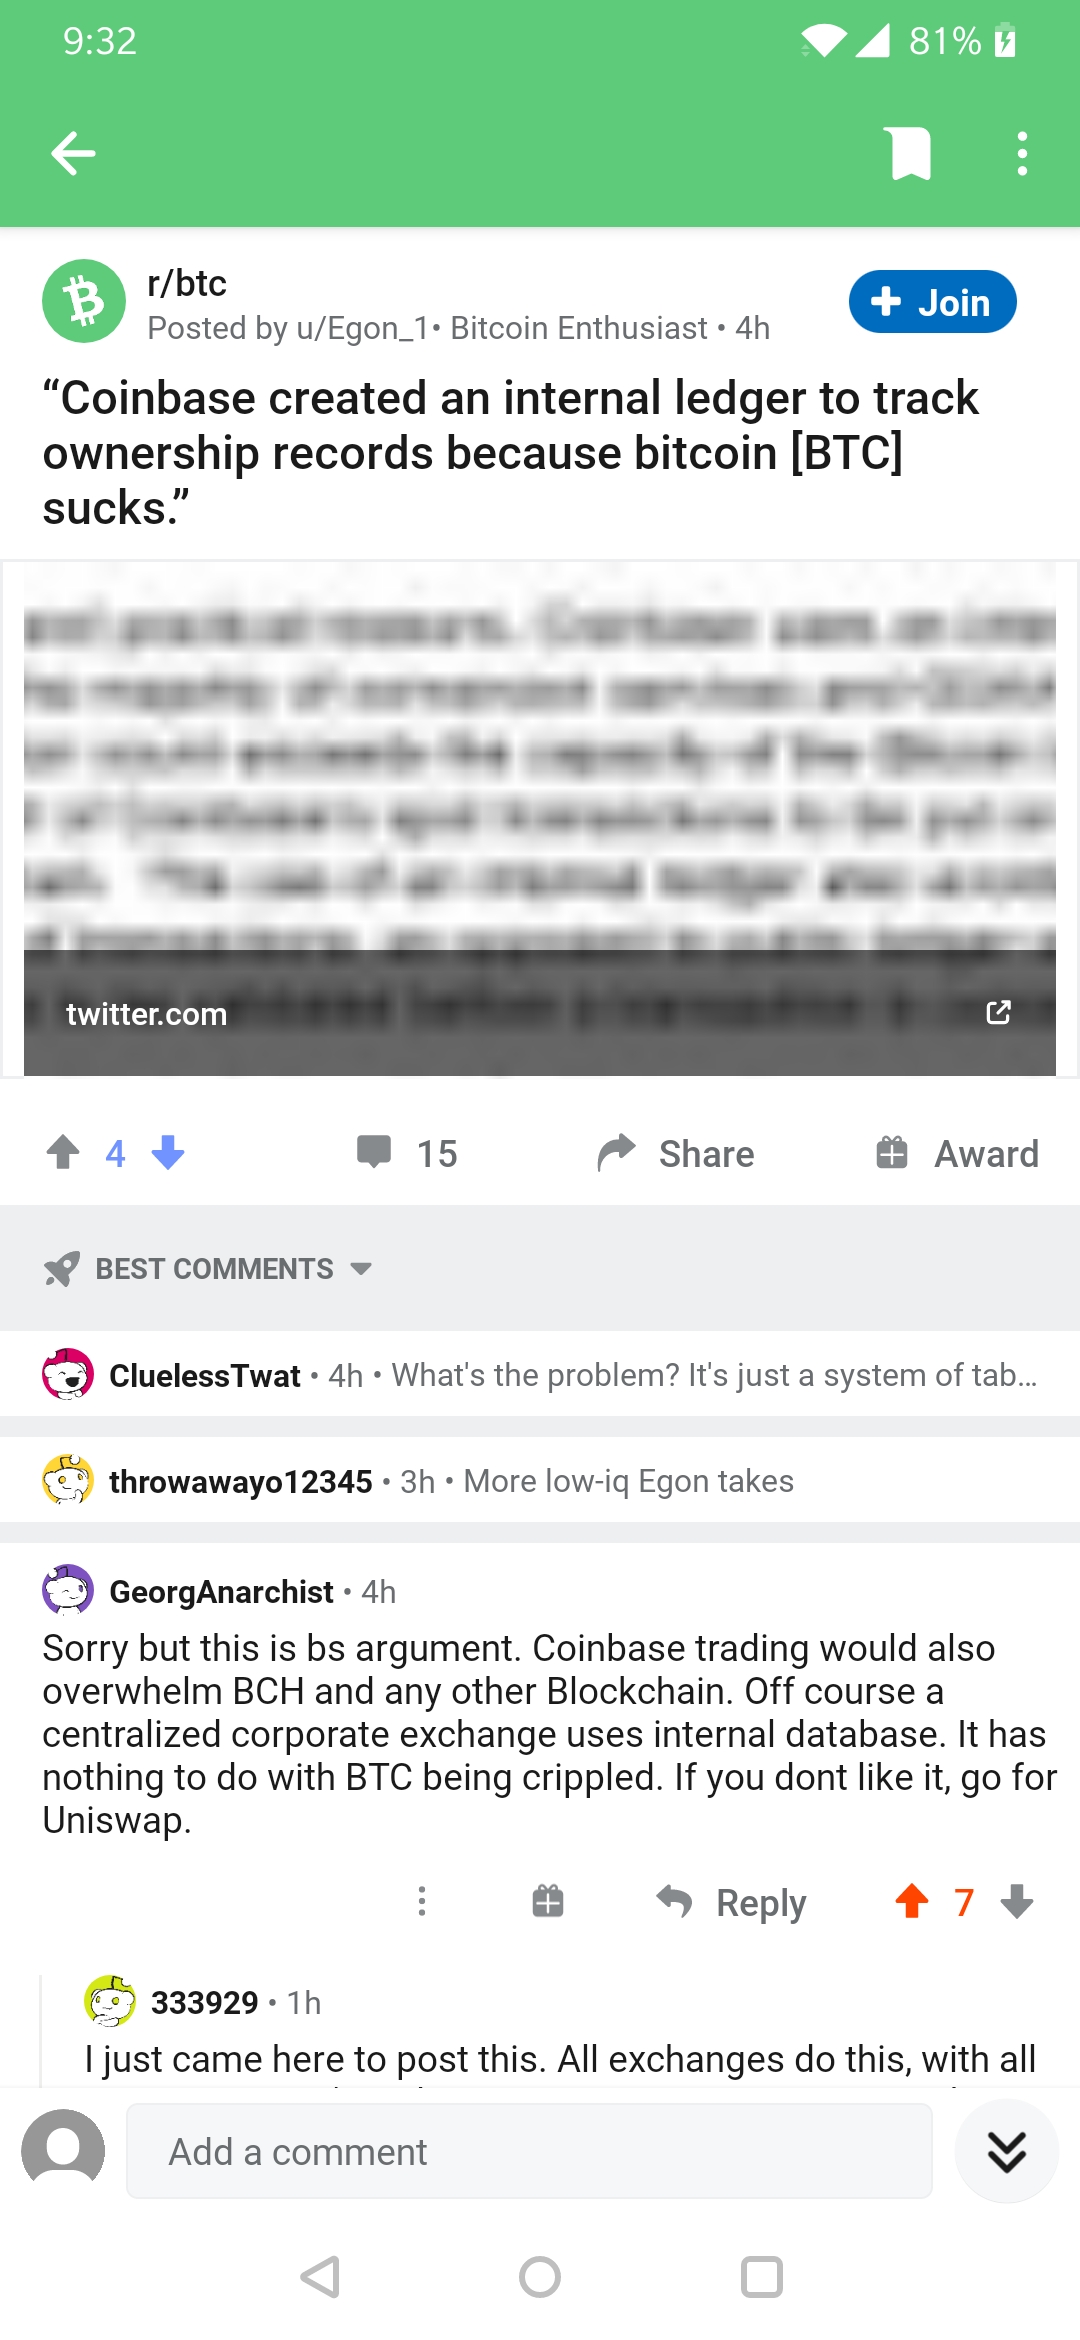 9:32
81%
r/btc
Join
Posted by u/Egon_1• Bitcoin Enthusiast • 4h
“Coinbase created an internal ledger to track
ownership records because bitcoin [BTC]
sucks.”
twitter.com
4
15
Share
Award
BEST COMMENTS
CluelessTwat • 4h • What's the problem? It's just a system of tab...
throwawayo12345 • 3h • More low-iq Egon takes
GeorgAnarchist • 4h
Sorry but this is bs argument. Coinbase trading would also
overwhelm BCH and any other Blockchain. Off course a
centralized corporate exchange uses internal database. It has
nothing to do with BTC being crippled. If you dont like it, go for
Uniswap.
Reply
7
333929 • 1h
I just came here to post this. All exchanges do this, with all
Add a comment